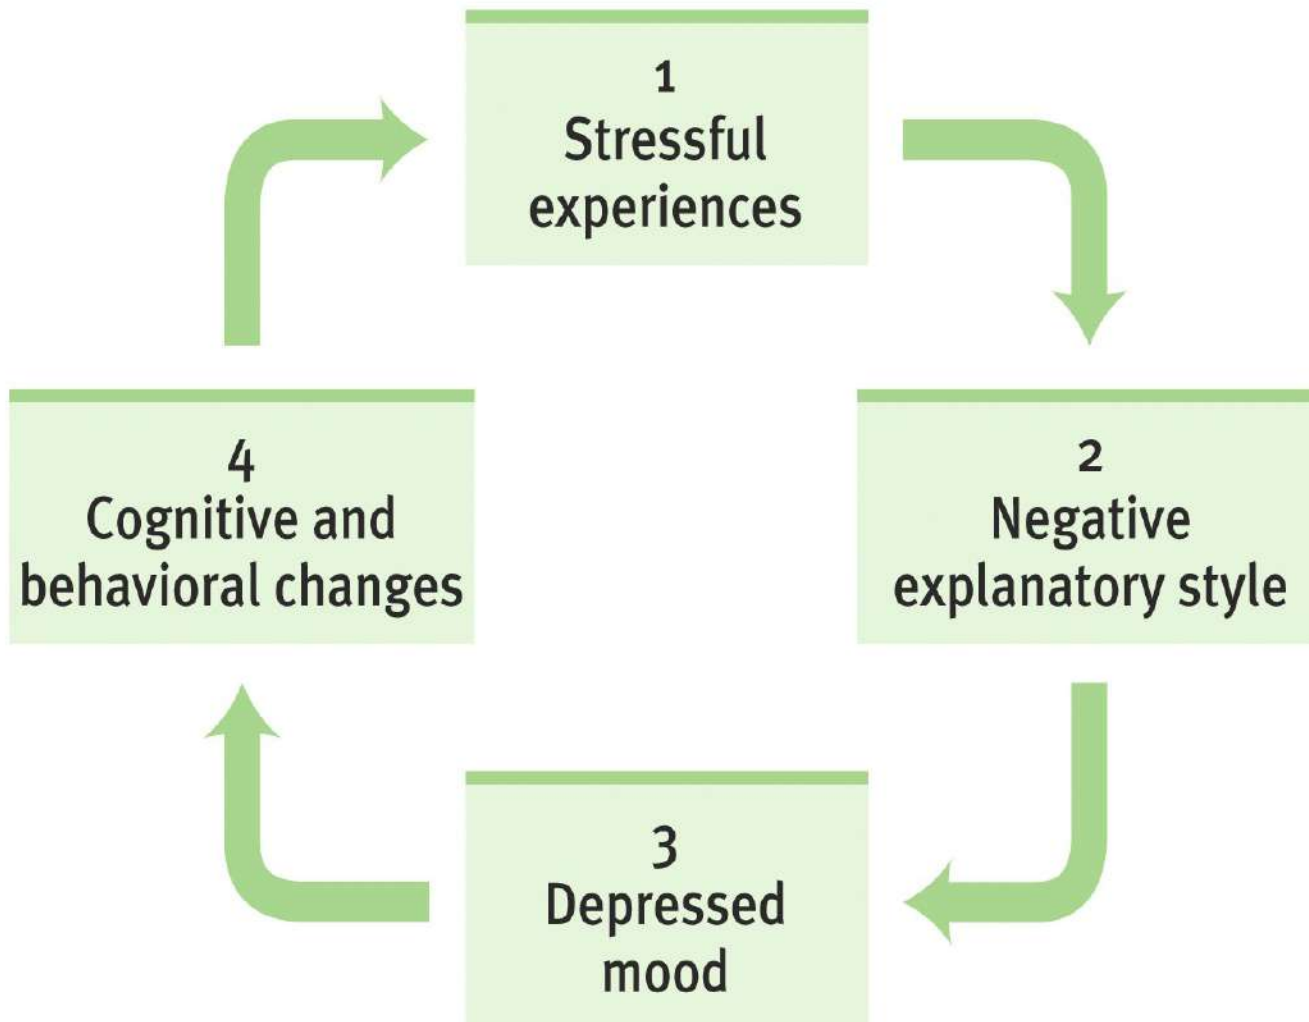 1
Stressful
experiences
2
Negative
explanatory style
3
Depressed
mood
4
Cognitive and
behavioral changes